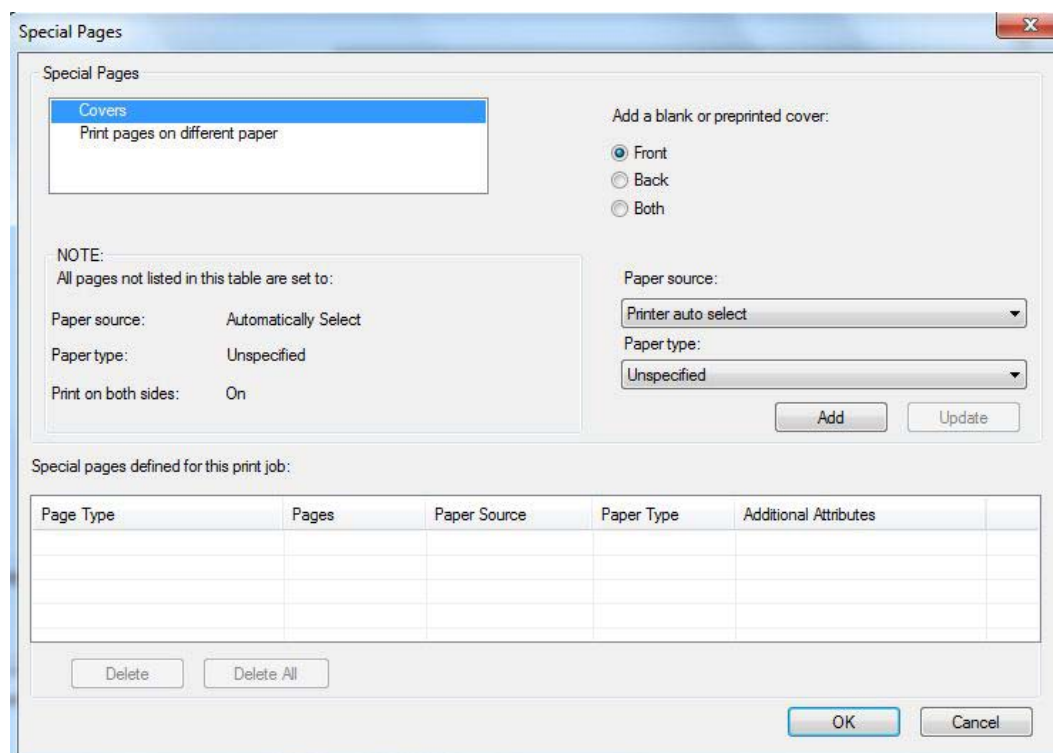 Special Pages
Special Pages
Covers
Print pages on different paper
Add a blank or preprinted cover:
Front
Back
Both
NOTE:
All pages not listed in this table are set to:
Paper source: Automatically Select
Paper type: Unspecified
Print on both sides: On
Paper source:
Printer auto select
Paper type:
Unspecified
Add Update
Special pages defined for this print job:
Page Type Pages Paper Source Paper Type Additional Attributes
Delete Delete All
OK Cancel